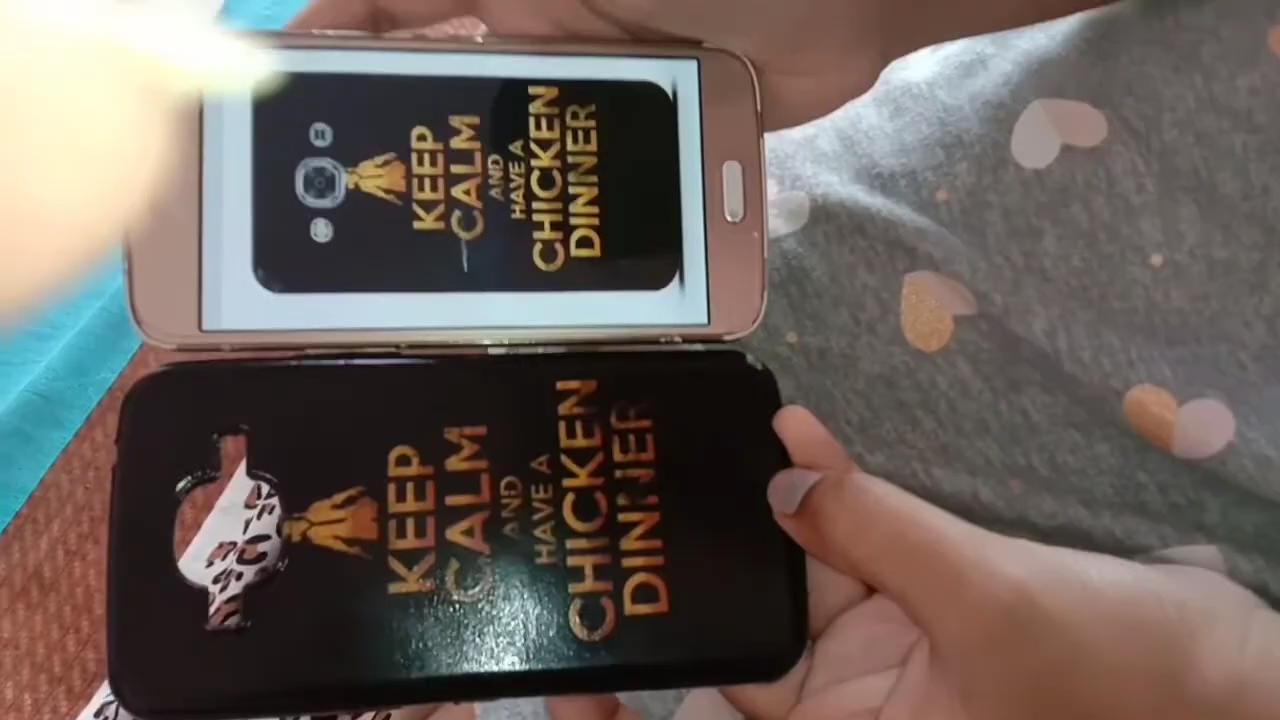 KEEP
CALM
AND
HAVE A
CHICKEN
DINNER
KEEP
CALM
AND
HAVE A
CHICKEN
DINNER